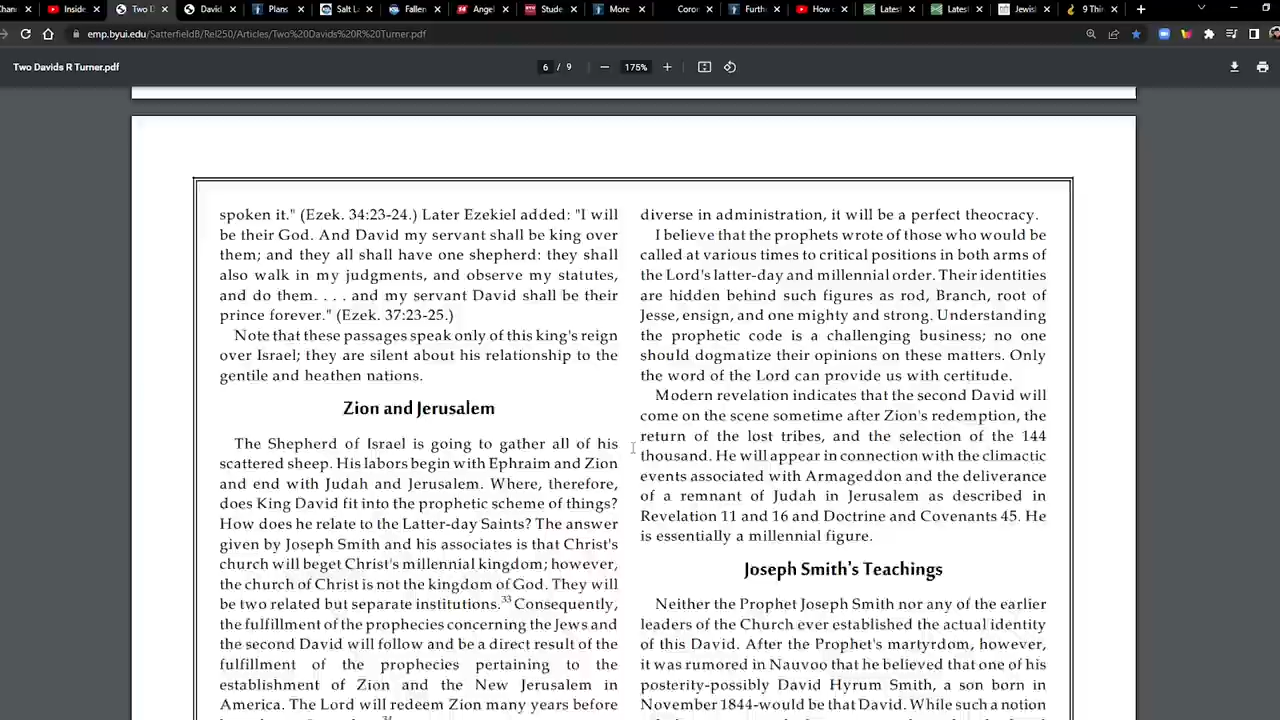 Chan
Inside
Two D
David
Plans
Salt L
Fallen
Angel
Stude
More
Coron
Furth
How c
Latest
Latest
Jewish
9 Thir
emp.byui.edu/SatterfieldB/Rel250/Articles/Two%20Davids%20R%20Turner.pdf
Two Davids R Turner.pdf
6 / 9
175%
spoken it." (Ezek. 34:23-24.) Later Ezekiel added: "I will
be their God. And David my servant shall be king over
them; and they all shall have one shepherd: they shall
also walk in my judgments, and observe my statutes,
and do them. . . . and my servant David shall be their
prince forever." (Ezek. 37:23-25.)
Note that these passages speak only of this king's reign
over Israel; they are silent about his relationship to the
gentile and heathen nations.
Zion and Jerusalem
The Shepherd of Israel is going to gather all of his
scattered sheep. His labors begin with Ephraim and Zion
and end with Judah and Jerusalem. Where, therefore,
does King David fit into the prophetic scheme of things?
How does he relate to the Latter-day Saints? The answer
given by Joseph Smith and his associates is that Christ's
church will beget Christ's millennial kingdom; however,
the church of Christ is not the kingdom of God. They will
be two related but separate institutions.33 Consequently,
the fulfillment of the prophecies concerning the Jews and
the second David will follow and be a direct result of the
fulfillment of the prophecies pertaining to the
establishment of Zion and the New Jerusalem in
America. The Lord will redeem Zion many years before
diverse in administration, it will be a perfect theocracy.
I believe that the prophets wrote of those who would be
called at various times to critical positions in both arms of
the Lord's latter-day and millennial order. Their identities
are hidden behind such figures as rod, Branch, root of
Jesse, ensign, and one mighty and strong. Understanding
the prophetic code is a challenging business; no one
should dogmatize their opinions on these matters. Only
the word of the Lord can provide us with certitude.
Modern revelation indicates that the second David will
come on the scene sometime after Zion's redemption, the
return of the lost tribes, and the selection of the 144
thousand. He will appear in connection with the climactic
events associated with Armageddon and the deliverance
of a remnant of Judah in Jerusalem as described in
Revelation 11 and 16 and Doctrine and Covenants 45. He
is essentially a millennial figure.
Joseph Smith's Teachings
Neither the Prophet Joseph Smith nor any of the earlier
leaders of the Church ever established the actual identity
of this David. After the Prophet's martyrdom, however,
it was rumored in Nauvoo that he believed that one of his
posterity-possibly David Hyrum Smith, a son born in
November 1844-would be that David. While such a notion